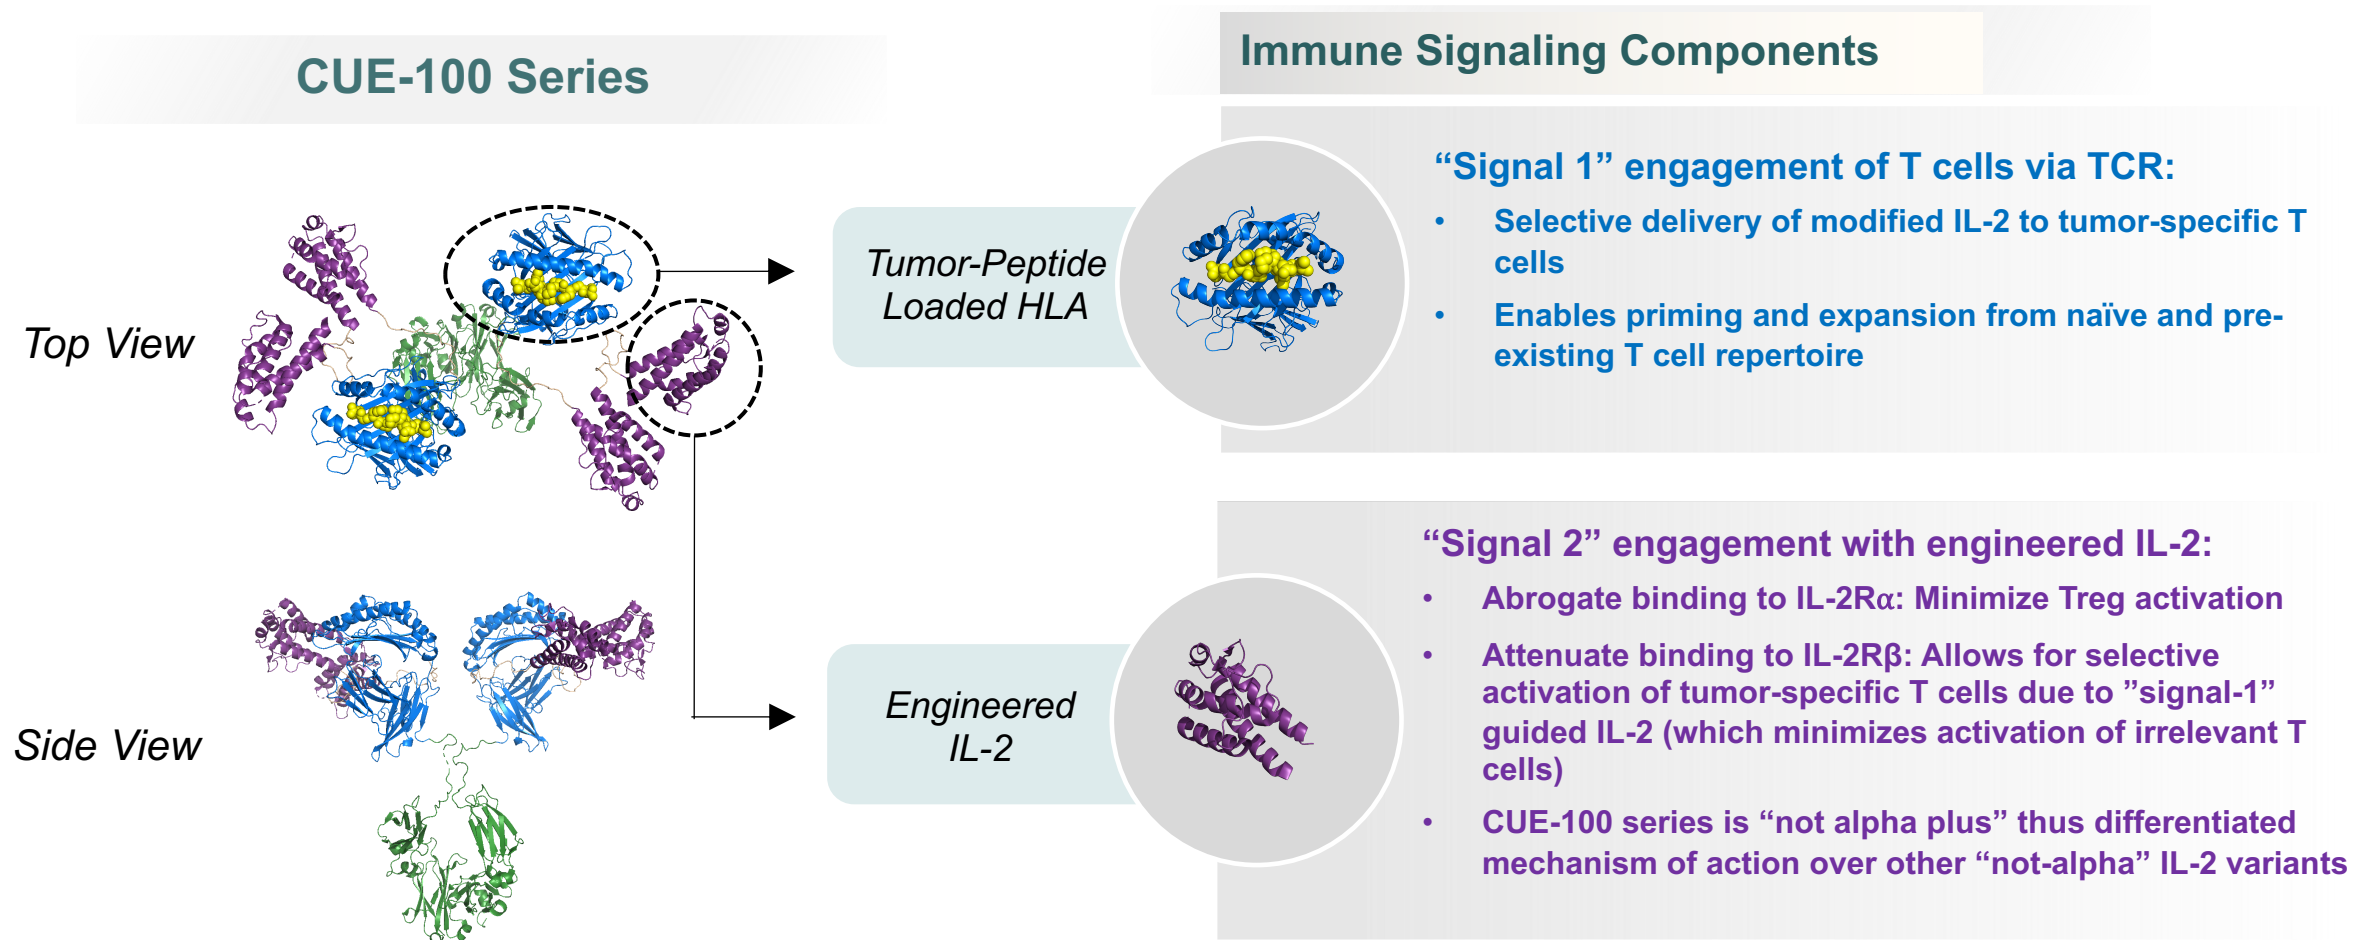 CUE-100 Series
Top View
Side View
Tumor-Peptide
Loaded HLA
Engineered
IL-2
Immune Signaling Components
“Signal 1” engagement of T cells via TCR:
• Selective delivery of modified IL-2 to tumor-specific T
cells
• Enables priming and expansion from naïve and pre-
existing T cell repertoire
“Signal 2” engagement with engineered IL-2:
• Abrogate binding to IL-2Rα: Minimize Treg activation
• Attenuate binding to IL-2Rβ: Allows for selective
activation of tumor-specific T cells due to ”signal-1”
guided IL-2 (which minimizes activation of irrelevant T
cells)
• CUE-100 series is “not alpha plus” thus differentiated
mechanism of action over other “not-alpha” IL-2 variants